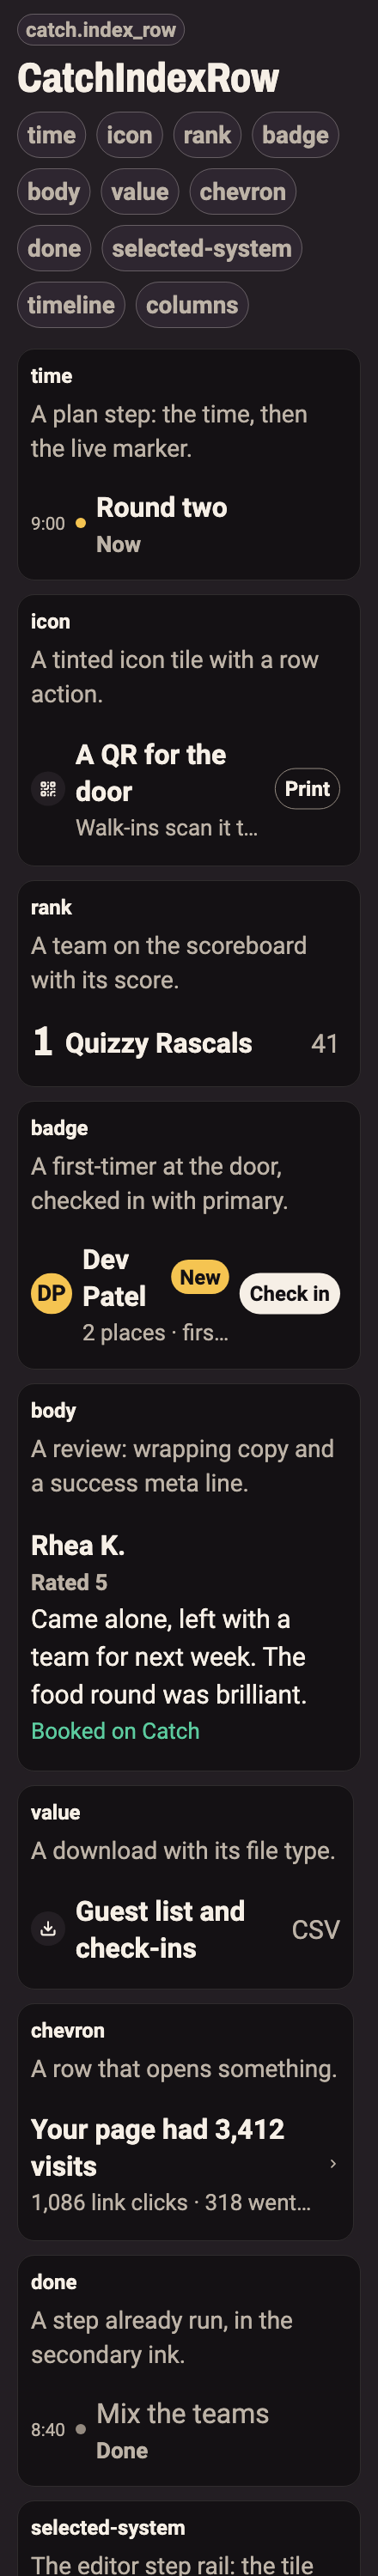 catch.index_row
CatchIndexRow
time icon rank badge
body value chevron
done selected-system
timeline columns
time
A plan step: the time, then
the live marker.
9:00 Round two
Now
icon
A tinted icon tile with a row
action.
A QR for the
door
Print
Walk-ins scan it t…
rank
A team on the scoreboard
with its score.
1 Quizzy Rascals 41
badge
A first-timer at the door,
checked in with primary.
DP
Dev
Patel
New
Check in
2 places · firs…
body
A review: wrapping copy and
a success meta line.
Rhea K.
Rated 5
Came alone, left with a
team for next week. The
food round was brilliant.
Booked on Catch
value
A download with its file type.
Guest list and
check-ins
CSV
chevron
A row that opens something.
Your page had 3,412
visits
1,086 link clicks · 318 went…
done
A step already run, in the
secondary ink.
8:40 Mix the teams
Done
selected-system
The editor step rail: the tile